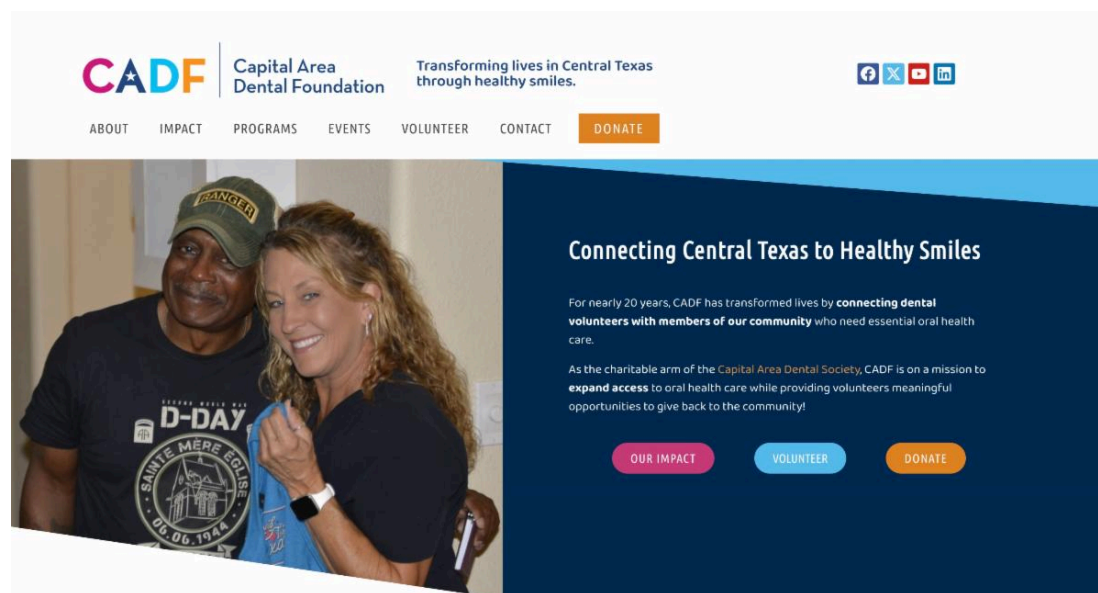 CADF
Capital Area
Dental Foundation
Transforming lives in Central Texas
through healthy smiles.
ABOUT IMPACT PROGRAMS EVENTS VOLUNTEER CONTACT DONATE
RANGER
SECOND WORLD WAR
D-DAY
SAINTE MÈRE ÉGLISE
06.06.1944
Connecting Central Texas to Healthy Smiles
For nearly 20 years, CADF has transformed lives by connecting dental
volunteers with members of our community who need essential oral health
care.
As the charitable arm of the Capital Area Dental Society, CADF is on a mission to
expand access to oral health care while providing volunteers meaningful
opportunities to give back to the community!
OUR IMPACT VOLUNTEER DONATE